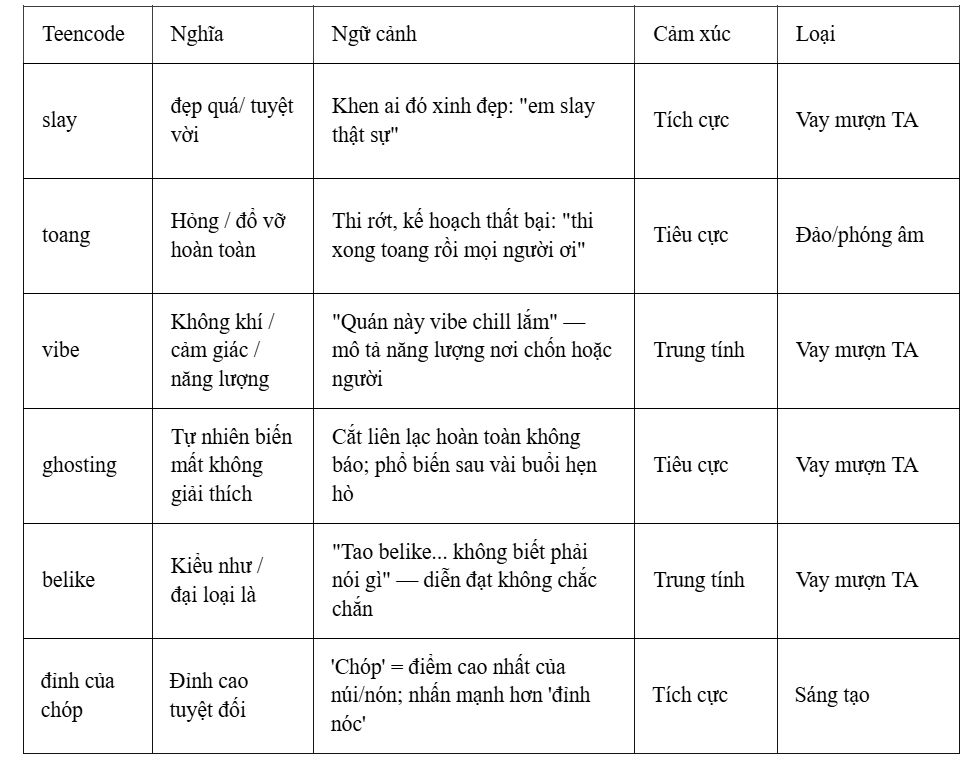 Teencode Nghĩa Ngữ cảnh Cảm xúc Loại
slay
đẹp quá/ tuyệt
vời
Khen ai đó xinh đẹp: "em slay
thật sự"
Tích cực
Vay mượn TA
toang
Hỏng / đổ vỡ
hoàn toàn
Thi rớt, kế hoạch thất bại: "thi
xong toang rồi mọi người ơi"
Tiêu cực
Đảo/phóng âm
vibe
Không khí /
cảm giác /
năng lượng
"Quán này vibe chill lắm" —
mô tả năng lượng nơi chốn hoặc
người
Trung tính
Vay mượn TA
ghosting
Tự nhiên biến
mất không
giải thích
Cắt liên lạc hoàn toàn không
báo; phổ biến sau vài buổi hẹn
hò
Tiêu cực
Vay mượn TA
belike
Kiểu như /
đại loại là
"Tao belike... không biết phải
nói gì" — diễn đạt không chắc
chắn
Trung tính
Vay mượn TA
đỉnh của
chóp
Đỉnh cao
tuyệt đối
'Chóp' = điểm cao nhất của
núi/nón; nhấn mạnh hơn 'đỉnh
nóc'
Tích cực
Sáng tạo